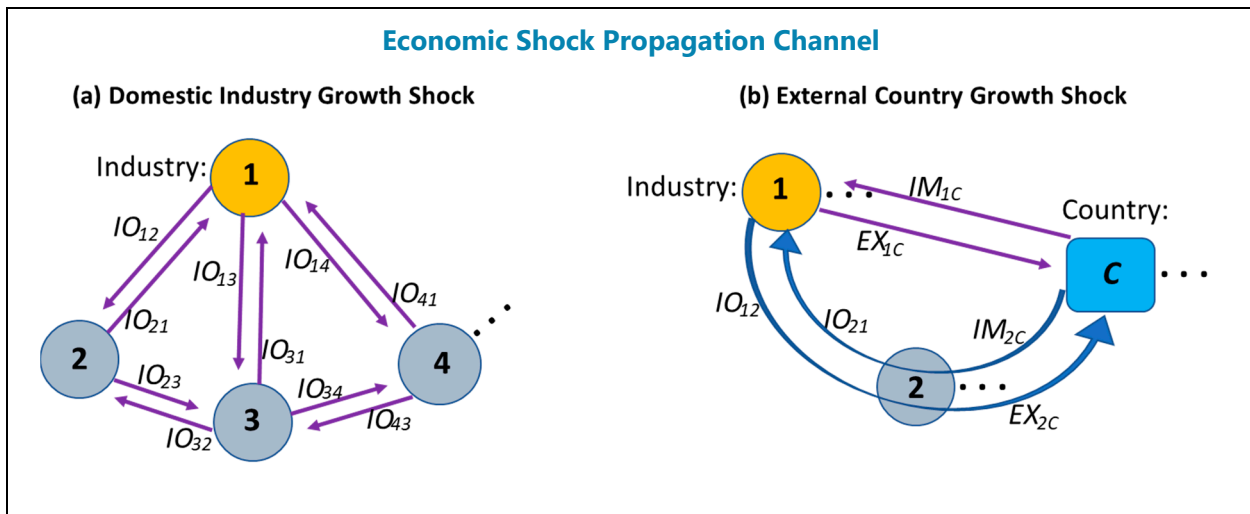 Economic Shock Propagation Channel
(a) Domestic Industry Growth Shock
Industry:
1
IO12
IO13
IO14
IO21
IO31
IO41
2
3
4
...
IO23
IO32
IO34
IO43
(b) External Country Growth Shock
Industry:
1
...
IM1C
EX1C
Country:
C
...
IO12
IO21
IM2C
2
...
EX2C